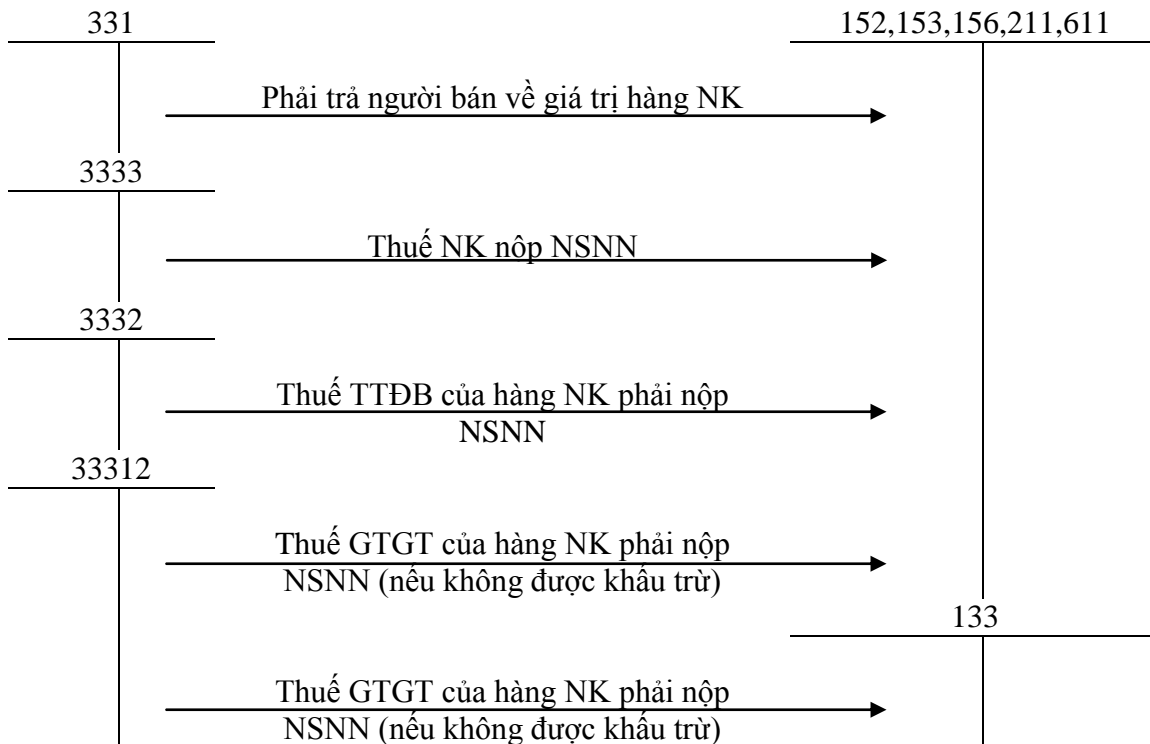 331
152,153,156,211,611
Phải trả người bán về giá trị hàng NK
3333
Thuế NK nộp NSNN
3332
Thuế TTĐB của hàng NK phải nộp
NSNN
33312
Thuế GTGT của hàng NK phải nộp
NSNN (nếu không được khấu trừ)
133
Thuế GTGT của hàng NK phải nộp
NSNN (nếu không được khấu trừ)